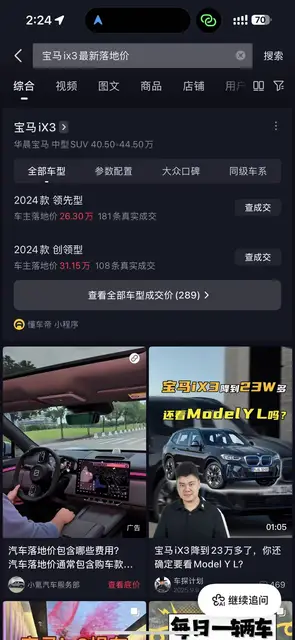 2:24
70
宝马ix3最新落地价
搜索
综合
视频
图文
商品
店铺
用户
宝马iX3
华晨宝马 中型SUV 40.50-44.50万
全部车型
参数配置
大众口碑
同级车系
2024款 领先型
车主落地价 26.30万 181条真实成交
查成交
2024款 创领型
车主落地价 31.15万 108条真实成交
查成交
查看全部车型成交价 (289)
懂车帝 小程序
广告
汽车落地价包含哪些费用?
汽车落地价通常包含购车款...
小氪汽车服务部
查看底价
宝马iX3降到23W多
还看Model Y L吗?
01:05
宝马iX3降到23万多了，你还
确定要看Model Y L?
车探计划
469
继续追问
每日一辆车